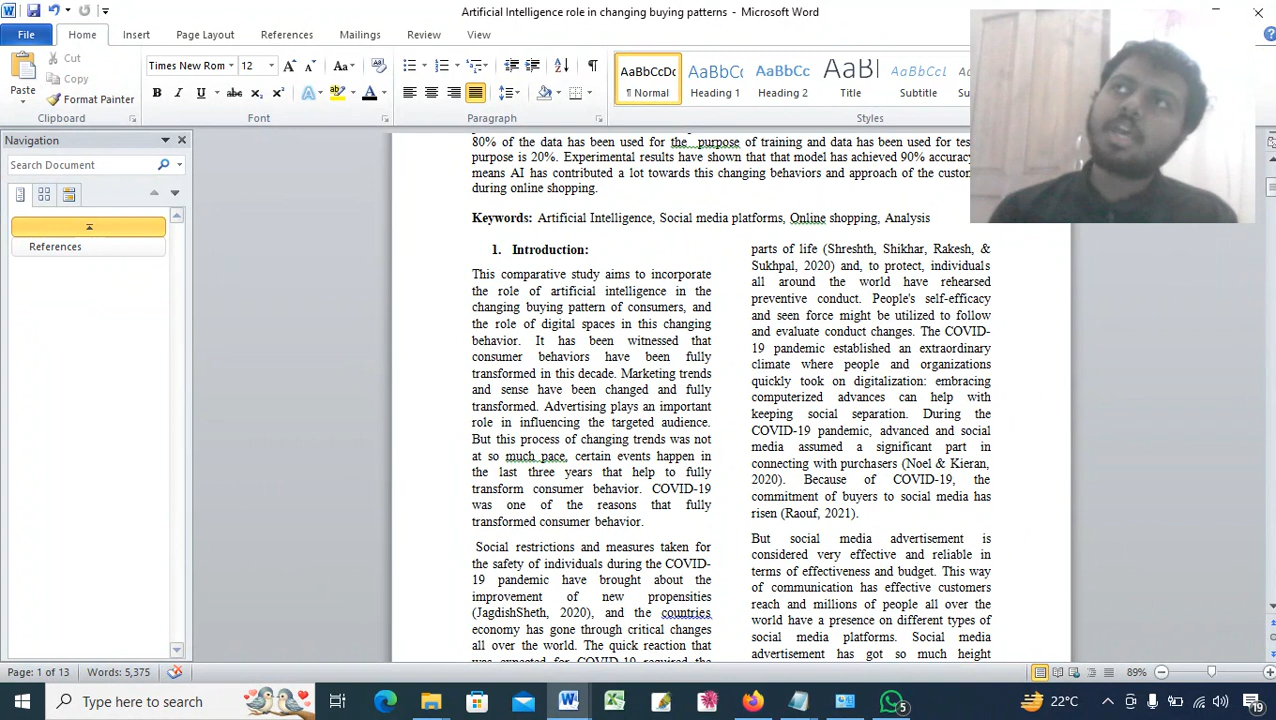 Artificial Intelligence role in changing buying patterns - Microsoft Word
File Home Insert Page Layout References Mailings Review View
Paste
Cut
Copy
Format Painter
Clipboard
Times New Rom 12
Font
Paragraph
AaBbCcDc
¶ Normal
AaBbC
Heading 1
AaBbCc
Heading 2
AaB
Title
AaBbCcL
Subtitle
Styles
Navigation
Search Document
References
80% of the data has been used for the purpose of training and data has been used for tes
purpose is 20%. Experimental results have shown that that model has achieved 90% accuracy
means AI has contributed a lot towards this changing behaviors and approach of the custom
during online shopping.
Keywords: Artificial Intelligence, Social media platforms, Online shopping, Analysis
1. Introduction:
This comparative study aims to incorporate
the role of artificial intelligence in the
changing buying pattern of consumers, and
the role of digital spaces in this changing
behavior. It has been witnessed that
consumer behaviors have been fully
transformed in this decade. Marketing trends
and sense have been changed and fully
transformed. Advertising plays an important
role in influencing the targeted audience.
But this process of changing trends was not
at so much pace, certain events happen in
the last three years that help to fully
transform consumer behavior. COVID-19
was one of the reasons that fully
transformed consumer behavior.
Social restrictions and measures taken for
the safety of individuals during the COVID-
19 pandemic have brought about the
improvement of new propensities
(JagdishSheth, 2020), and the countries
economy has gone through critical changes
all over the world. The quick reaction that
was expected for COVID-19 required the
parts of life (Shreshth, Shikhar, Rakesh, &
Sukhpal, 2020) and, to protect, individuals
all around the world have rehearsed
preventive conduct. People's self-efficacy
and seen force might be utilized to follow
and evaluate conduct changes. The COVID-
19 pandemic established an extraordinary
climate where people and organizations
quickly took on digitalization: embracing
computerized advances can help with
keeping social separation. During the
COVID-19 pandemic, advanced and social
media assumed a significant part in
connecting with purchasers (Noel & Kieran,
2020). Because of COVID-19, the
commitment of buyers to social media has
risen (Raouf, 2021).
But social media advertisement is
considered very effective and reliable in
terms of effectiveness and budget. This way
of communication has effective customers
reach and millions of people all over the
world have a presence on different types of
social media platforms. Social media
advertisement has got so much height
Page: 1 of 13 Words: 5,375 89%
Type here to search
5
22°C
19